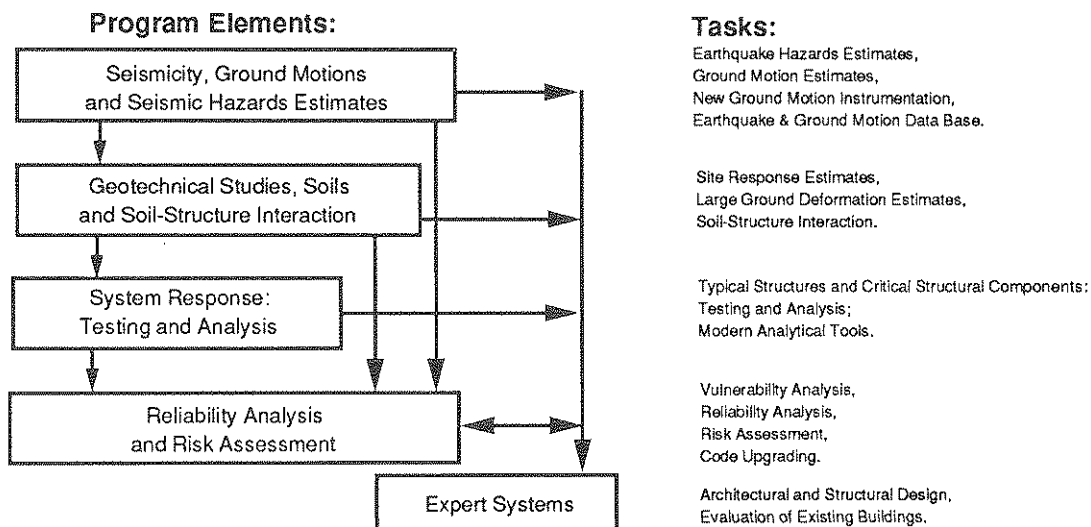 Program Elements:
Seismicity, Ground Motions
and Seismic Hazards Estimates
Geotechnical Studies, Soils
and Soil-Structure Interaction
System Response:
Testing and Analysis
Reliability Analysis
and Risk Assessment
Expert Systems
Tasks:
Earthquake Hazards Estimates,
Ground Motion Estimates,
New Ground Motion Instrumentation,
Earthquake & Ground Motion Data Base.
Site Response Estimates,
Large Ground Deformation Estimates,
Soil-Structure Interaction.
Typical Structures and Critical Structural Components:
Testing and Analysis;
Modern Analytical Tools.
Vulnerability Analysis,
Reliability Analysis,
Risk Assessment,
Code Upgrading.
Architectural and Structural Design,
Evaluation of Existing Buildings.